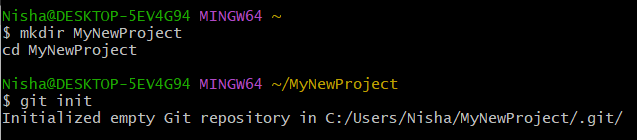 Nisha@DESKTOP-5EV4G94 MINGW64 ~
$ mkdir MyNewProject
cd MyNewProject
Nisha@DESKTOP-5EV4G94 MINGW64 ~/MyNewProject
$ git init
Initialized empty Git repository in C:/Users/Nisha/MyNewProject/.git/